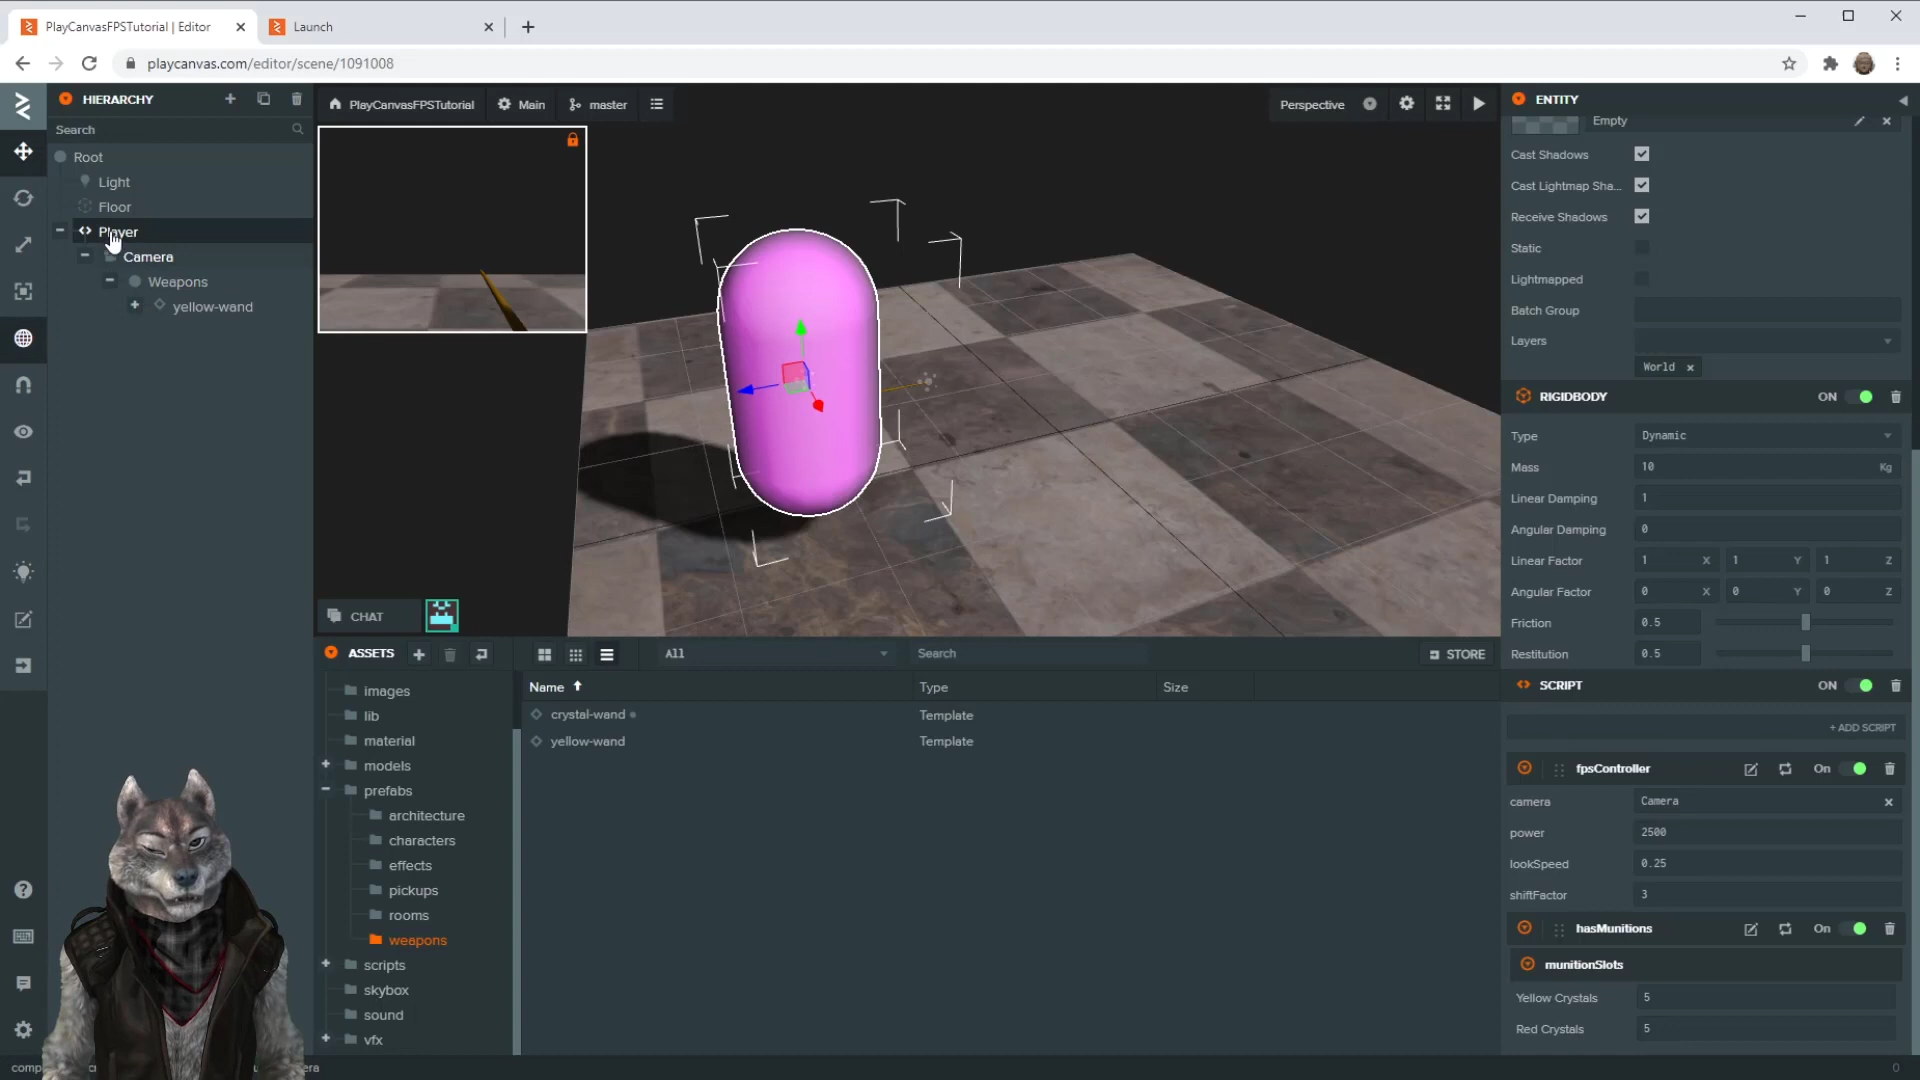 PlayCanvasFPSTutorial | Editor
Launch
playcanvas.com/editor/scene/1091008
HIERARCHY
Search
Root
Light
Floor
Player
Camera
Weapons
yellow-wand
PlayCanvasFPSTutorial
Main
master
Perspective
CHAT
ASSETS
All
Search
STORE
images
lib
material
models
prefabs
architecture
characters
effects
pickups
rooms
weapons
scripts
skybox
sound
vfx
Name
Type
Size
crystal-wand
Template
yellow-wand
Template
ENTITY
Empty
Cast Shadows
Cast Lightmap Sha...
Receive Shadows
Static
Lightmapped
Batch Group
Layers
World
RIGIDBODY ON
Type Dynamic
Mass 10 Kg
Linear Damping 1
Angular Damping 0
Linear Factor 1 X 1 Y 1 Z
Angular Factor 0 X 0 Y 0 Z
Friction 0.5
Restitution 0.5
SCRIPT ON
+ ADD SCRIPT
fpsController On
camera Camera
power 2500
lookSpeed 0.25
shiftFactor 3
hasMunitions On
munitionSlots
Yellow Crystals 5
Red Crystals 5
0